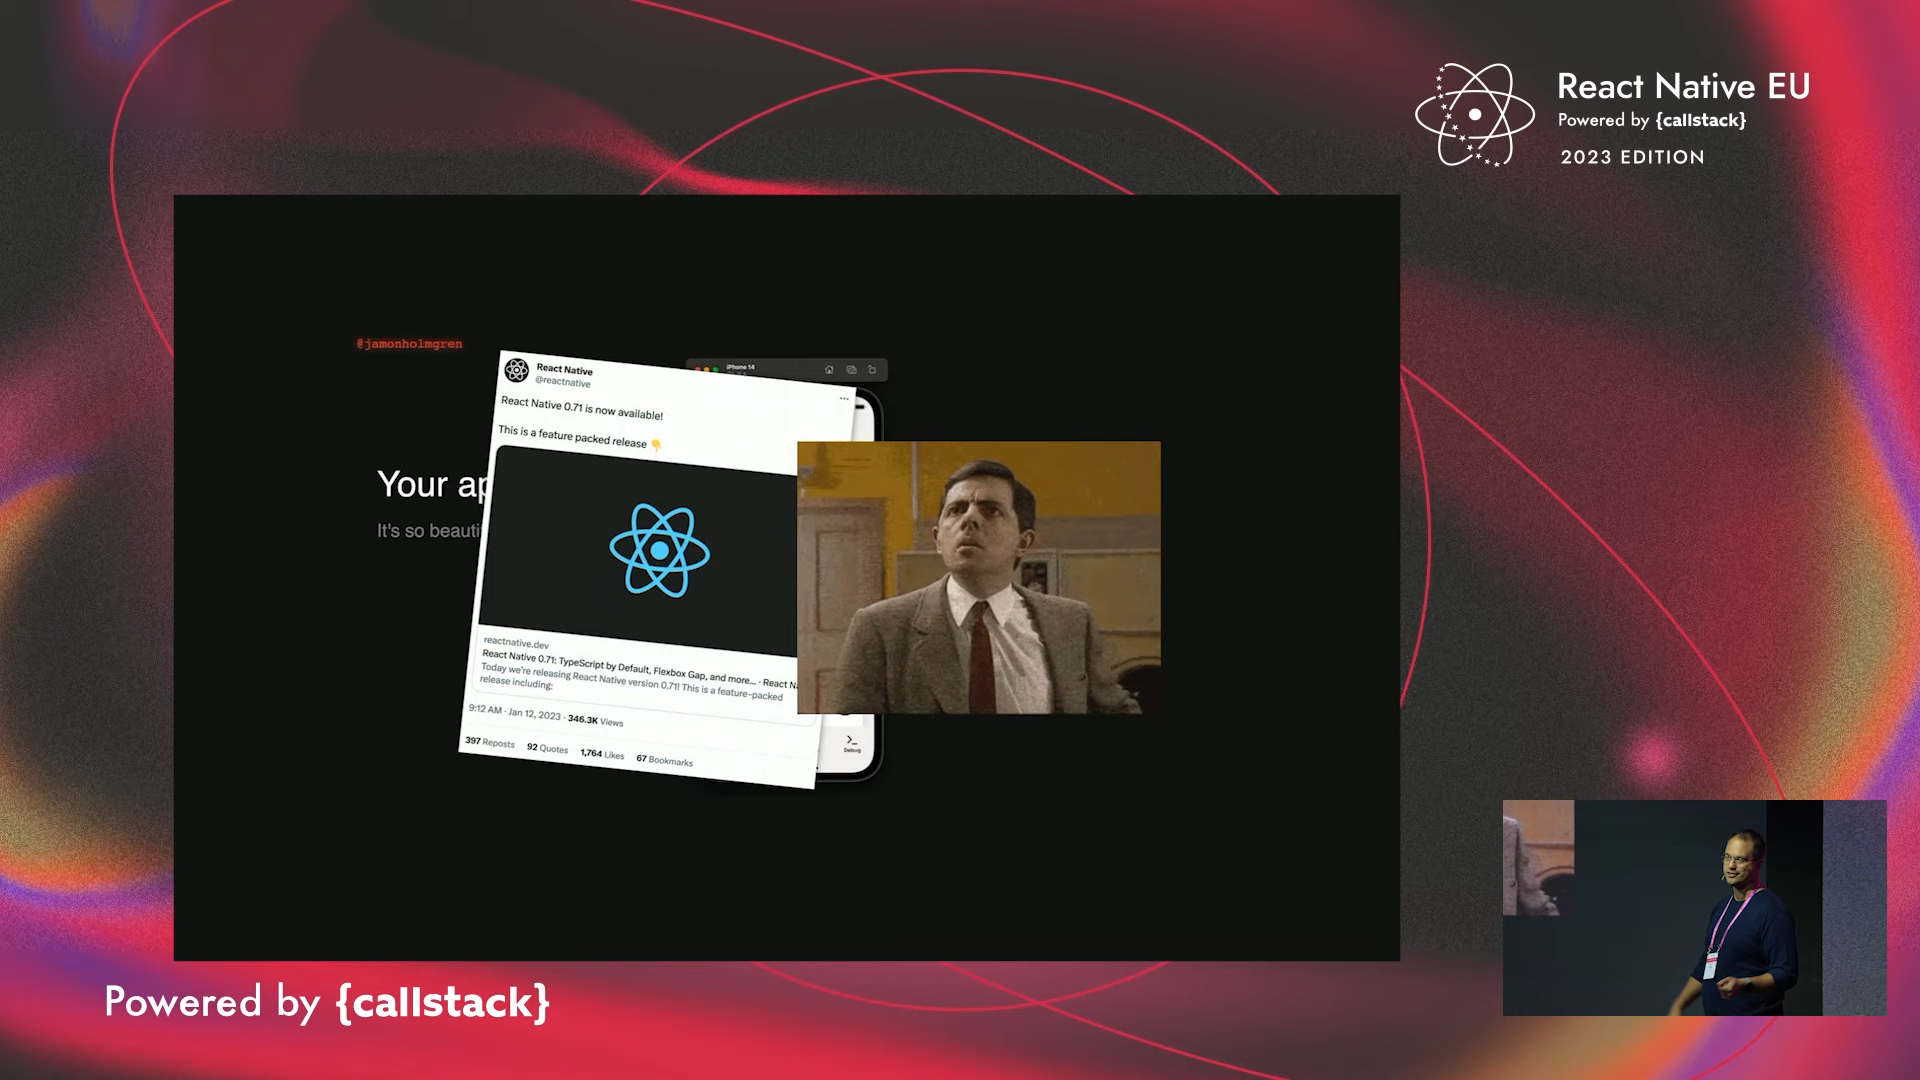 React Native EU
Powered by {callstack}
2023 EDITION
@jamonholmgren
iPhone 14
React Native
@reactnative
React Native 0.71 is now available!
This is a feature packed release 👇
Your ap
It's so beauti
reactnative.dev
React Native 0.71: TypeScript by Default, Flexbox Gap, and more... · React Na
Today we're releasing React Native version 0.71! This is a feature-packed
release including:
9:12 AM · Jan 12, 2023 · 346.3K Views
397 Reposts 92 Quotes 1,764 Likes 67 Bookmarks
Debug
Powered by {callstack}